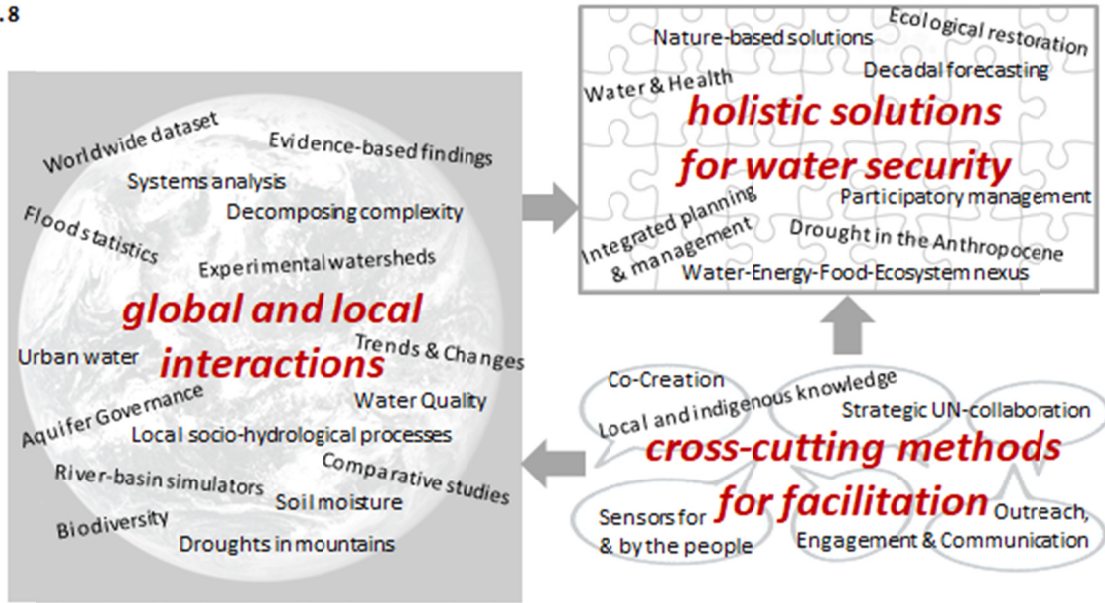 .8
Worldwide dataset
Evidence-based findings
Systems analysis
Decomposing complexity
Flood statistics
Experimental watersheds
global and local
interactions
Trends & Changes
Urban water
Water Quality
Aquifer Governance
Local socio-hydrological processes
Comparative studies
River-basin simulators
Soil moisture
Biodiversity
Droughts in mountains
Ecological restoration
Nature-based solutions
Decadal forecasting
Water & Health
holistic solutions
for water security
Participatory management
Integrated planning
& management
Drought in the Anthropocene
Water-Energy-Food-Ecosystem nexus
Co-Creation
Local and indigenous knowledge
Strategic UN-collaboration
cross-cutting methods
for facilitation
Sensors for
& by the people
Outreach,
Engagement & Communication